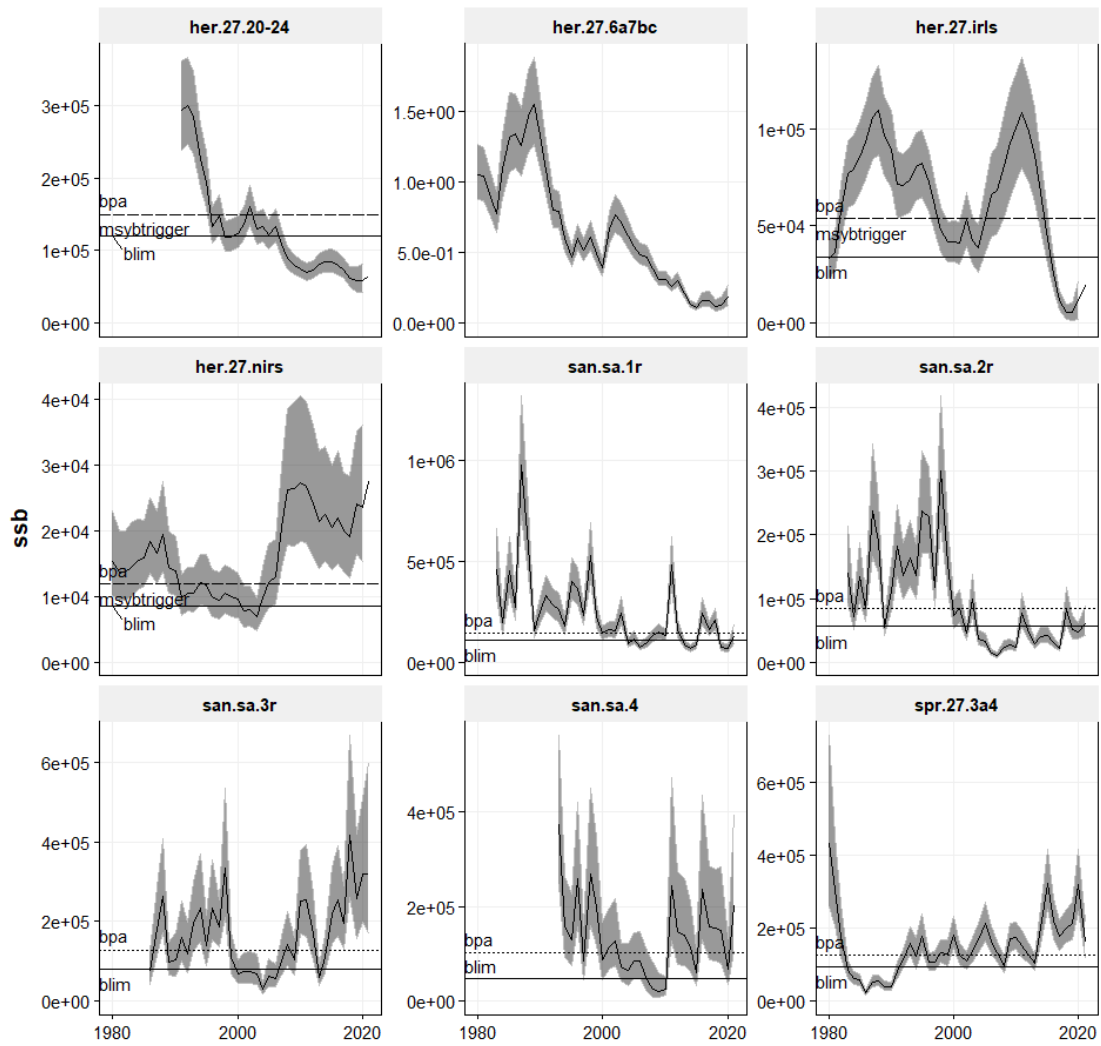 her.27.20-24 her.27.6a7bc her.27.irls
3e+05
2e+05
1e+05
0e+00
bpa
msybtrigger
blim
1.5e+00
1.0e+00
5.0e-01
0.0e+00
1e+05
5e+04
0e+00
bpa
msybtrigger
blim
her.27.nirs san.sa.1r san.sa.2r
ssb
4e+04
3e+04
2e+04
1e+04
0e+00
bpa
msybtrigger
blim
1e+06
5e+05
0e+00
bpa
blim
4e+05
3e+05
2e+05
1e+05
0e+00
bpa
blim
san.sa.3r san.sa.4 spr.27.3a4
6e+05
4e+05
2e+05
0e+00
bpa
blim
4e+05
2e+05
0e+00
bpa
blim
6e+05
4e+05
2e+05
0e+00
bpa
blim
1980 2000 2020 1980 2000 2020 1980 2000 2020